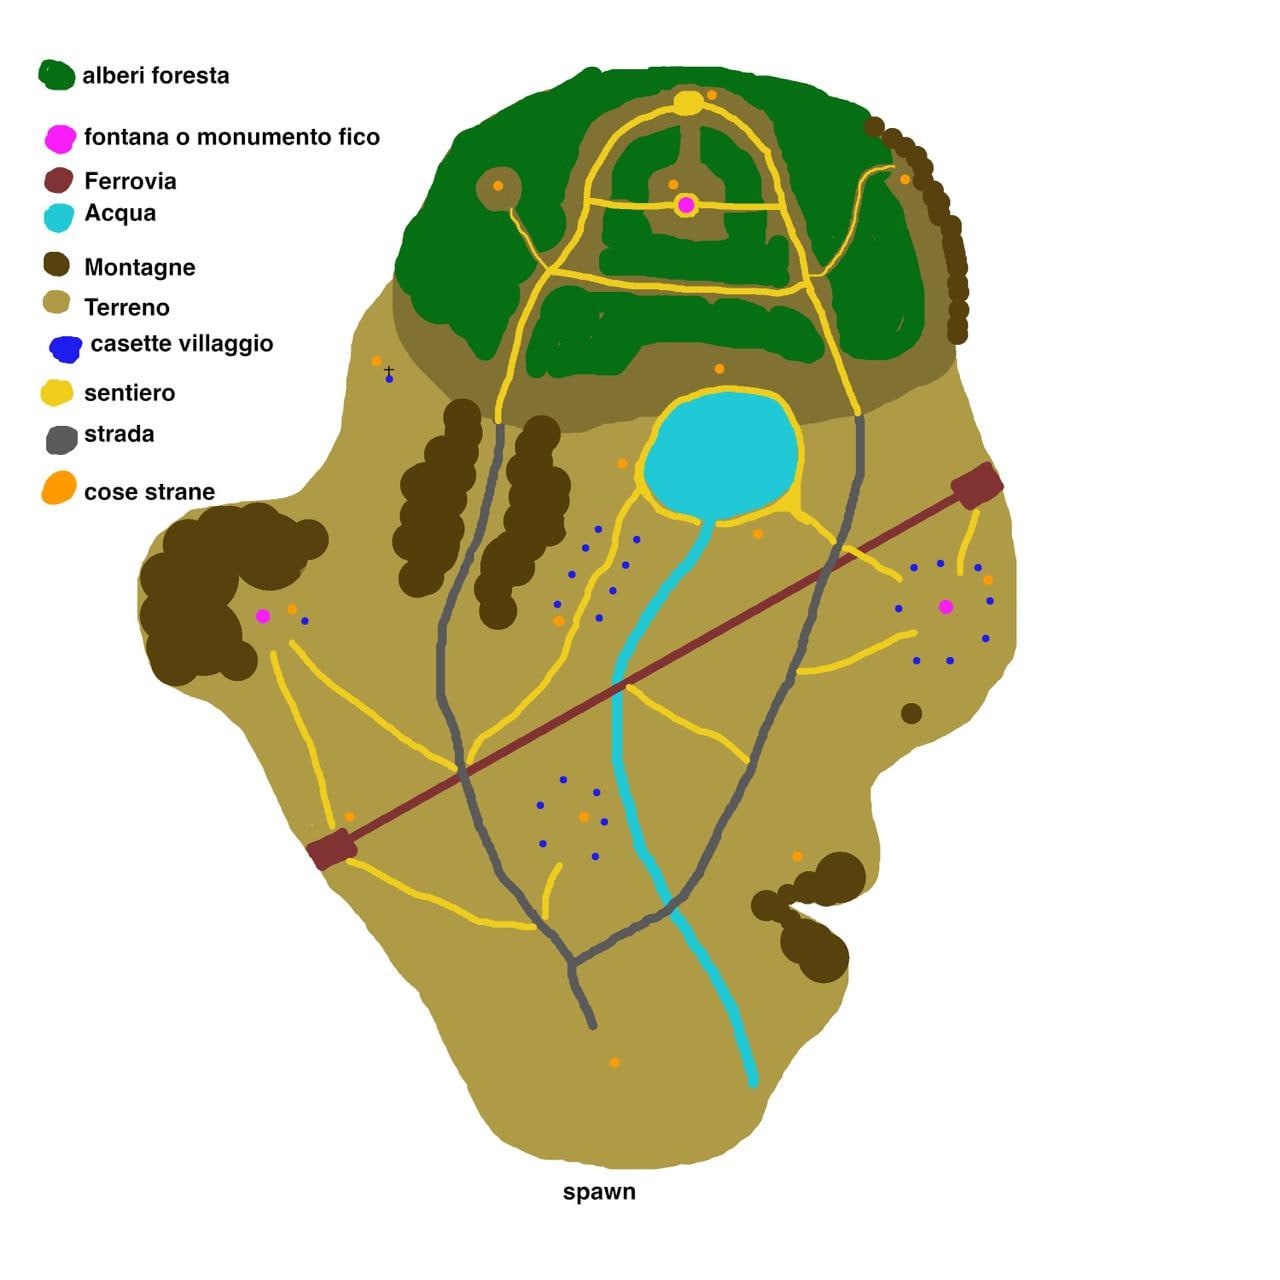 alberi foresta
fontana o monumento fico
Ferrovia
Acqua
Montagne
Terreno
casette villaggio
sentiero
strada
cose strane
spawn